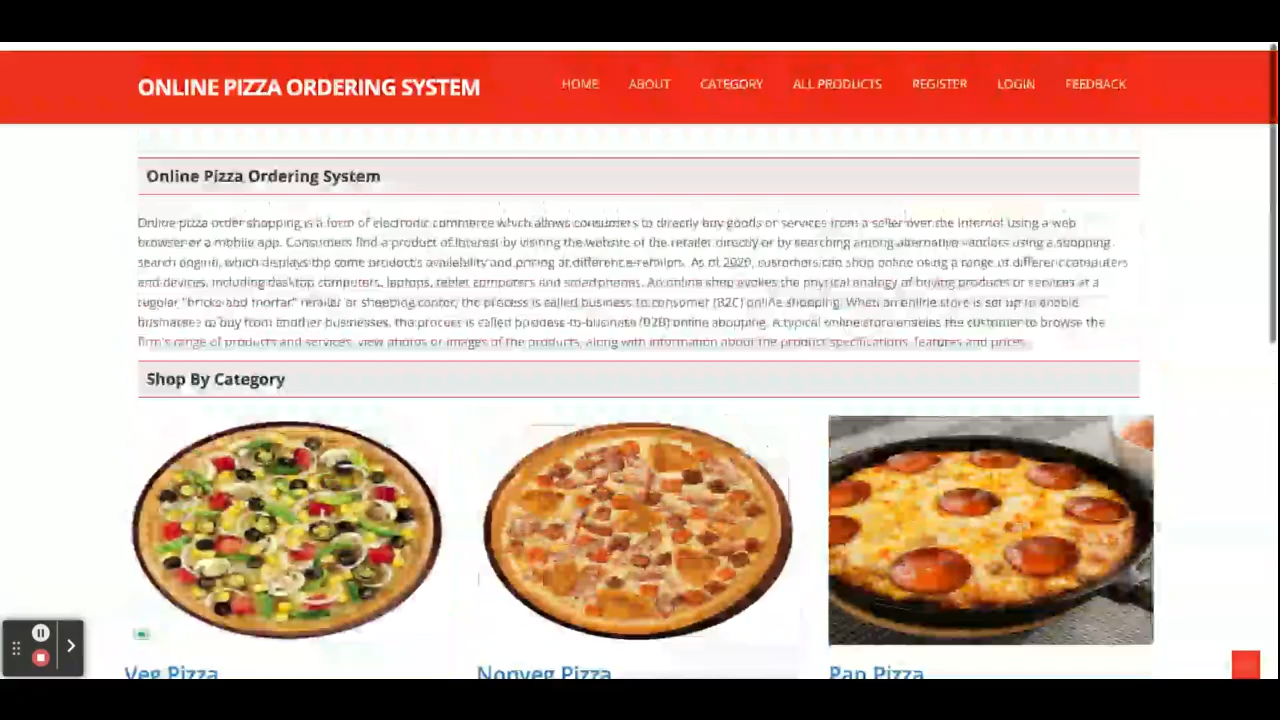 ONLINE PIZZA ORDERING SYSTEM
HOME ABOUT CATEGORY ALL PRODUCTS REGISTER LOGIN FEEDBACK
Online Pizza Ordering System
Online pizza order shopping is a form of electronic commerce which allows consumers to directly buy goods or services from a seller over the internet using a web
browser or a mobile app. Consumers find a product of interest by visiting the website of the retailer directly or by searching among alternative vendors using a shopping
search engine, which displays the same product's availability and pricing at different e-retailers. As of 2020, customers can shop online using a range of different computers
and devices, including desktop computers, laptops, tablet computers and smartphones. An online shop evokes the physical analogy of buying products or services at a
regular "bricks-and-mortar" retailer or shopping center; the process is called business-to-consumer (B2C) online shopping. When an online store is set up to enable
businesses to buy from another businesses, the process is called business-to-business (B2B) online shopping. A typical online store enables the customer to browse the
firm's range of products and services, view photos or images of the products, along with information about the product specifications, features and prices.
Shop By Category
Veg Pizza Nonveg Pizza Pan Pizza